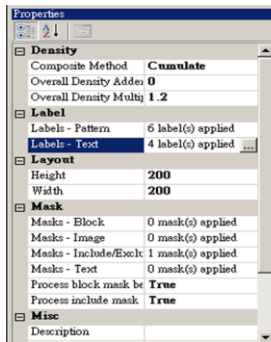 Properties
Density
Composite Method Cumulate
Overall Density Adder 0
Overall Density Multip 1.2
Label
Labels - Pattern 6 label(s) applied
Labels - Text 4 label(s) applied ...
Layout
Height 200
Width 200
Mask
Masks - Block 0 mask(s) applied
Masks - Image 0 mask(s) applied
Masks - Include/Exclu 1 mask(s) applied
Masks - Text 0 mask(s) applied
Process block mask be True
Process include mask True
Misc
Description